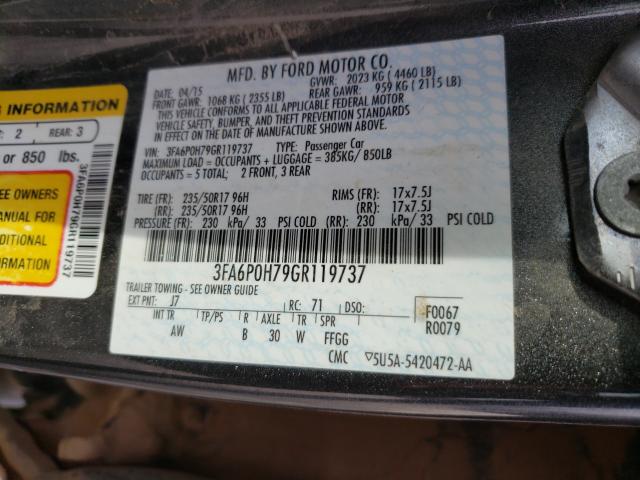 MFD. BY FORD MOTOR CO.
DATE: 04/15 GVWR: 2023 KG ( 4460 LB)
FRONT GAWR: 1068 KG ( 2355 LB) REAR GAWR: 959 KG ( 2115 LB)
THIS VEHICLE CONFORMS TO ALL APPLICABLE FEDERAL MOTOR
VEHICLE SAFETY, BUMPER, AND THEFT PREVENTION STANDARDS
IN EFFECT ON THE DATE OF MANUFACTURE SHOWN ABOVE.
VIN: 3FA6P0H79GR119737 TYPE: Passenger Car
MAXIMUM LOAD = OCCUPANTS + LUGGAGE = 385KG/ 850LB
OCCUPANTS = 5 TOTAL; 2 FRONT, 3 REAR
TIRE (FR): 235/50R17 96H RIMS (FR): 17x7.5J
(RR): 235/50R17 96H (RR): 17x7.5J
PRESSURE (FR): 230 kPa/ 33 PSI COLD (RR): 230 kPa/ 33 PSI COLD
3FA6P0H79GR119737
TRAILER TOWING - SEE OWNER GUIDE
EXT PNT: J7 RC: 71 DSO: F0067
INT TR TP/PS R AXLE TR SPR R0079
AW B 30 W FFGG
CMC 5U5A-5420472-AA
INFORMATION
: 2 REAR: 3
or 850 lbs.
SEE OWNERS
MANUAL FOR
3FA6P0H79GR119737